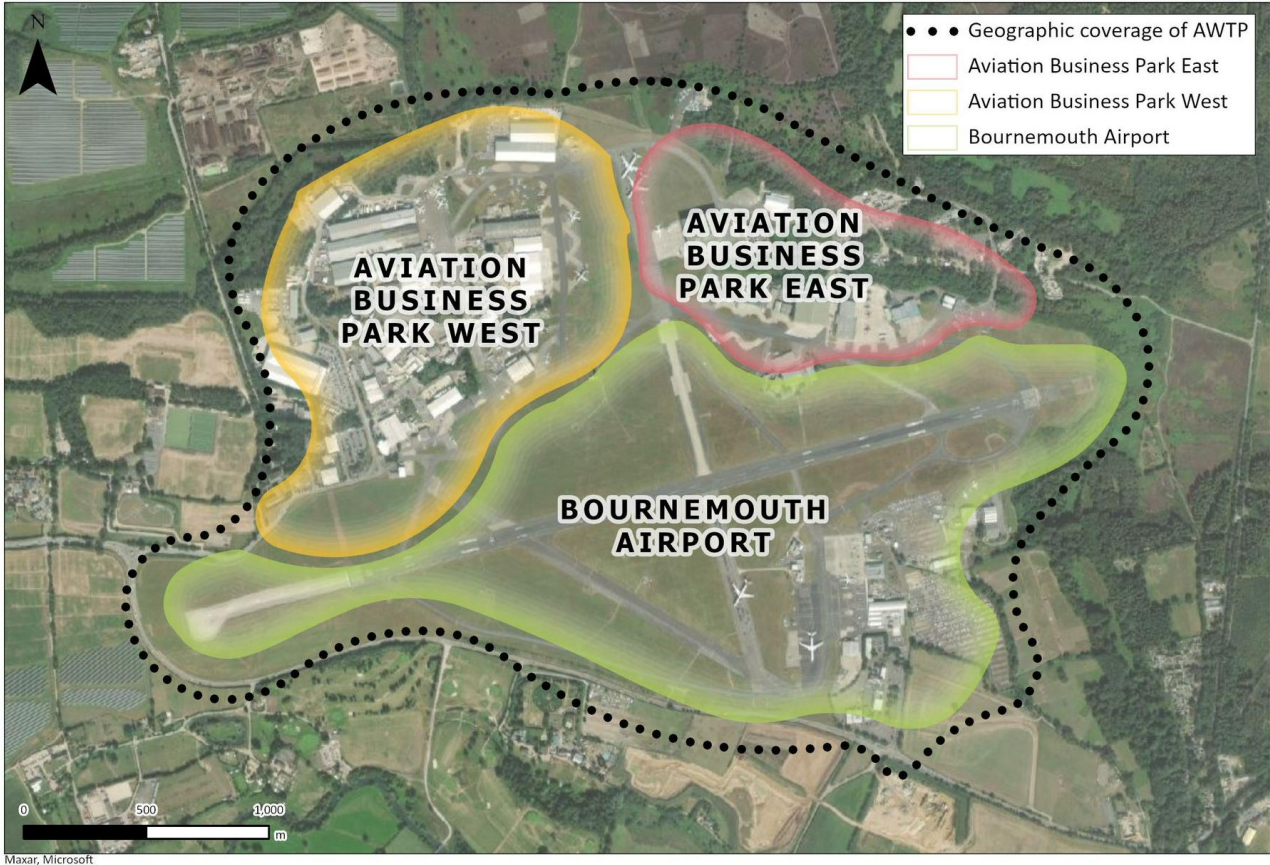 N
Geographic coverage of AWTP
Aviation Business Park East
Aviation Business Park West
Bournemouth Airport
AVIATION
BUSINESS
PARK WEST
AVIATION
BUSINESS
PARK EAST
BOURNEMOUTH
AIRPORT
0 500 1,000
m
Maxar, Microsoft